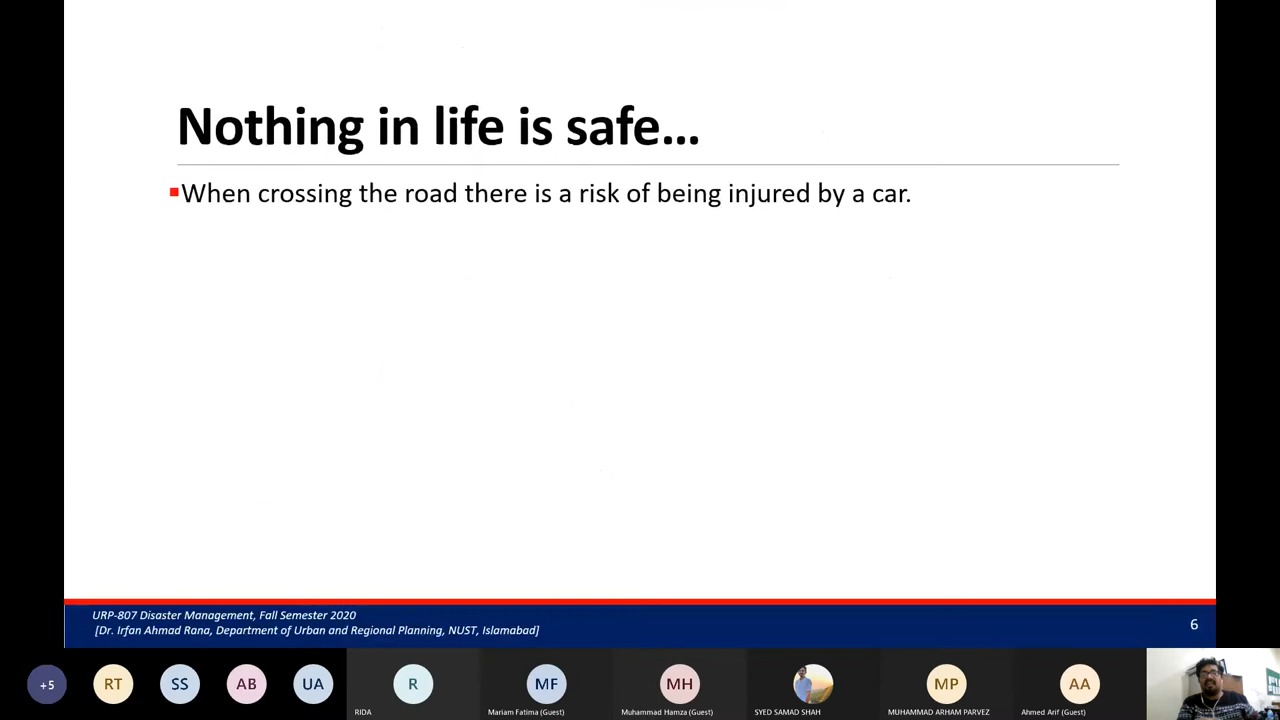 Nothing in life is safe…
When crossing the road there is a risk of being injured by a car.
URP-807 Disaster Management, Fall Semester 2020
[Dr. Irfan Ahmad Rana, Department of Urban and Regional Planning, NUST, Islamabad]
6
+5
RT
SS
AB
UA
R
MF
MH
MP
AA
RIDA
Mariam Fatima (Guest)
Muhammad Hamza (Guest)
SYED SAMAD SHAH
MUHAMMAD ARHAM PARVEZ
Ahmed Arif (Guest)